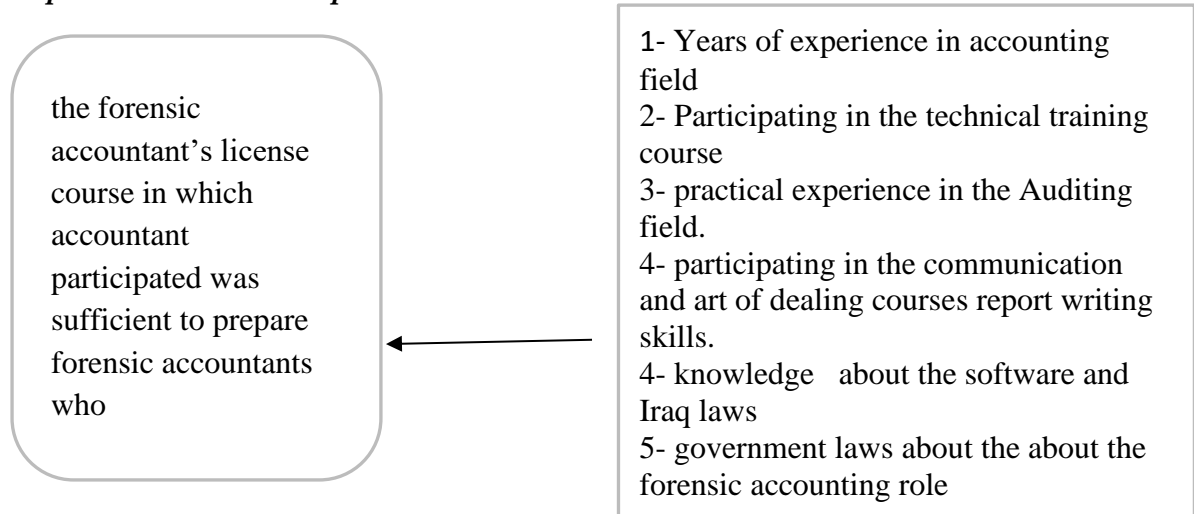 the forensic
accountant’s license
course in which
accountant
participated was
sufficient to prepare
forensic accountants
who
1- Years of experience in accounting
field
2- Participating in the technical training
course
3- practical experience in the Auditing
field.
4- participating in the communication
and art of dealing courses report writing
skills.
4- knowledge about the software and
Iraq laws
5- government laws about the about the
forensic accounting role